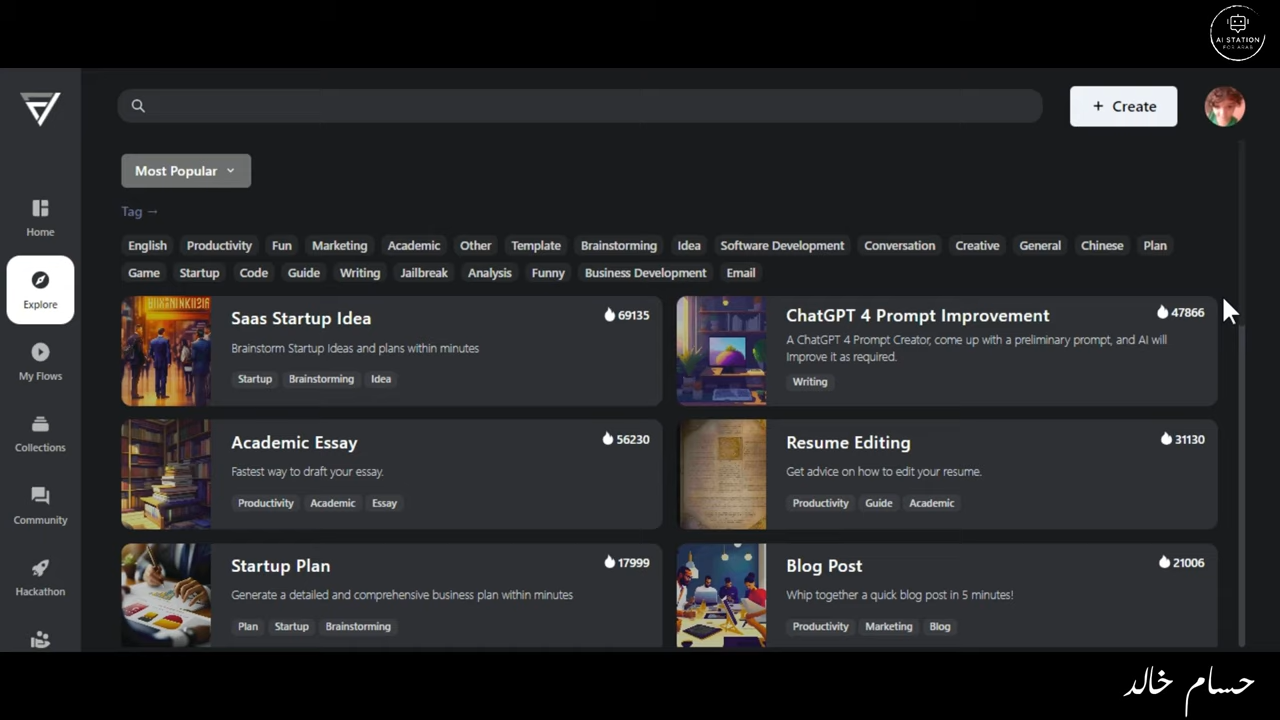 AI STATION
FOR ARAB
+ Create
Most Popular
Tag →
English Productivity Fun Marketing Academic Other Template Brainstorming Idea Software Development Conversation Creative General Chinese Plan
Game Startup Code Guide Writing Jailbreak Analysis Funny Business Development Email
Home
Explore
My Flows
Collections
Community
Hackathon
Saas Startup Idea
69135
Brainstorm Startup Ideas and plans within minutes
Startup Brainstorming Idea
ChatGPT 4 Prompt Improvement
47866
A ChatGPT 4 Prompt Creator, come up with a preliminary prompt, and AI will
Improve it as required.
Writing
Academic Essay
56230
Fastest way to draft your essay.
Productivity Academic Essay
Resume Editing
31130
Get advice on how to edit your resume.
Productivity Guide Academic
Startup Plan
17999
Generate a detailed and comprehensive business plan within minutes
Plan Startup Brainstorming
Blog Post
21006
Whip together a quick blog post in 5 minutes!
Productivity Marketing Blog
حسام خالد